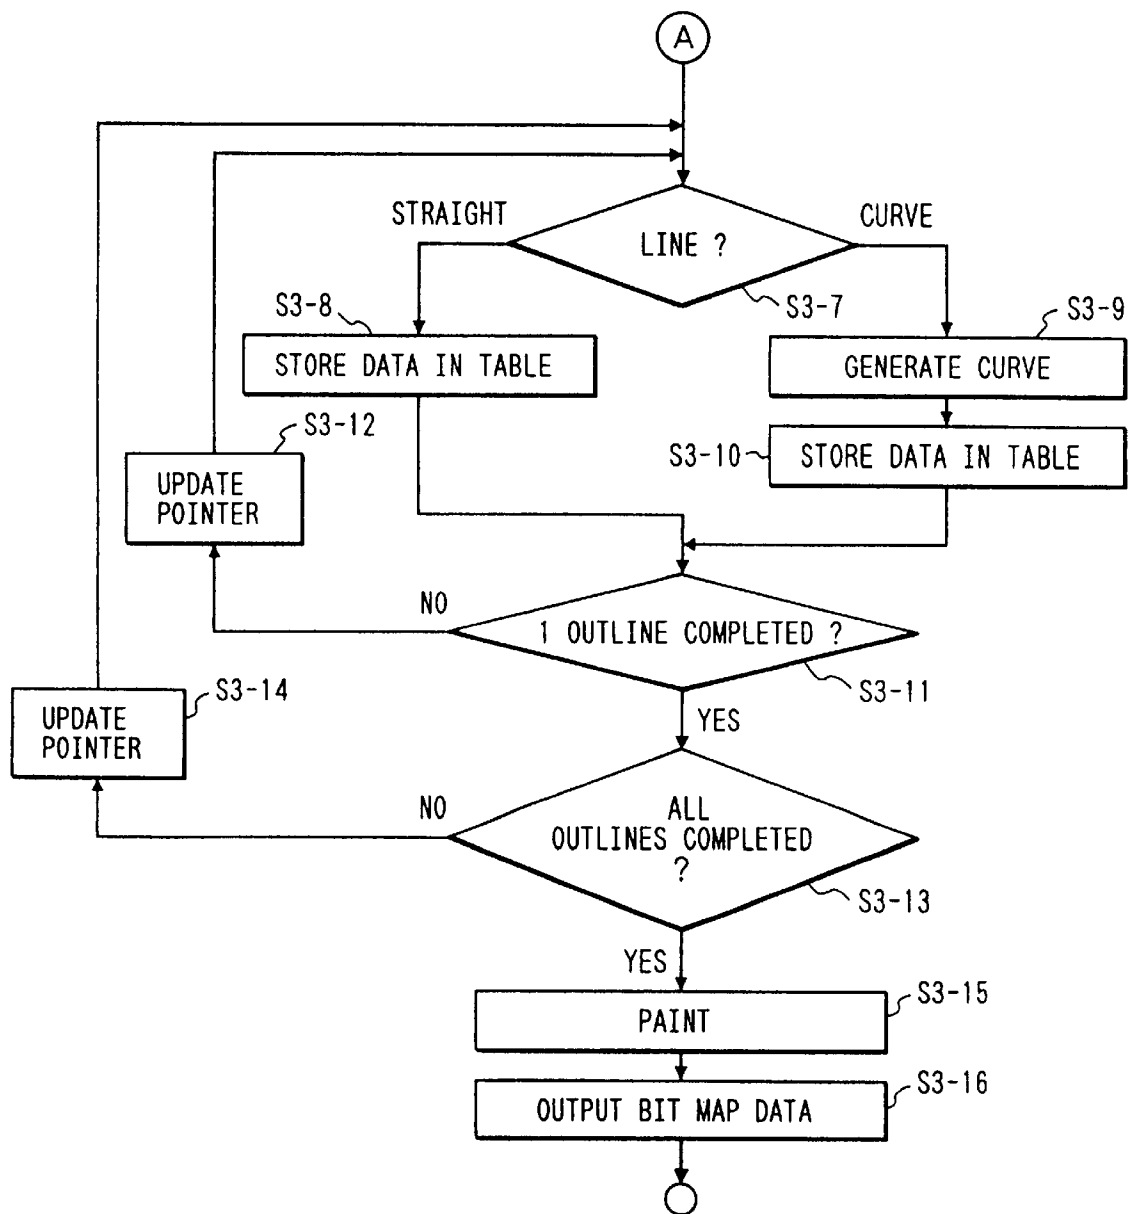 A
STRAIGHT
CURVE
LINE ?
S3-7
S3-8
STORE DATA IN TABLE
S3-9
GENERATE CURVE
S3-10
STORE DATA IN TABLE
S3-12
UPDATE
POINTER
NO
1 OUTLINE COMPLETED ?
S3-11
YES
S3-14
UPDATE
POINTER
NO
ALL
OUTLINES COMPLETED
?
S3-13
YES
S3-15
PAINT
S3-16
OUTPUT BIT MAP DATA